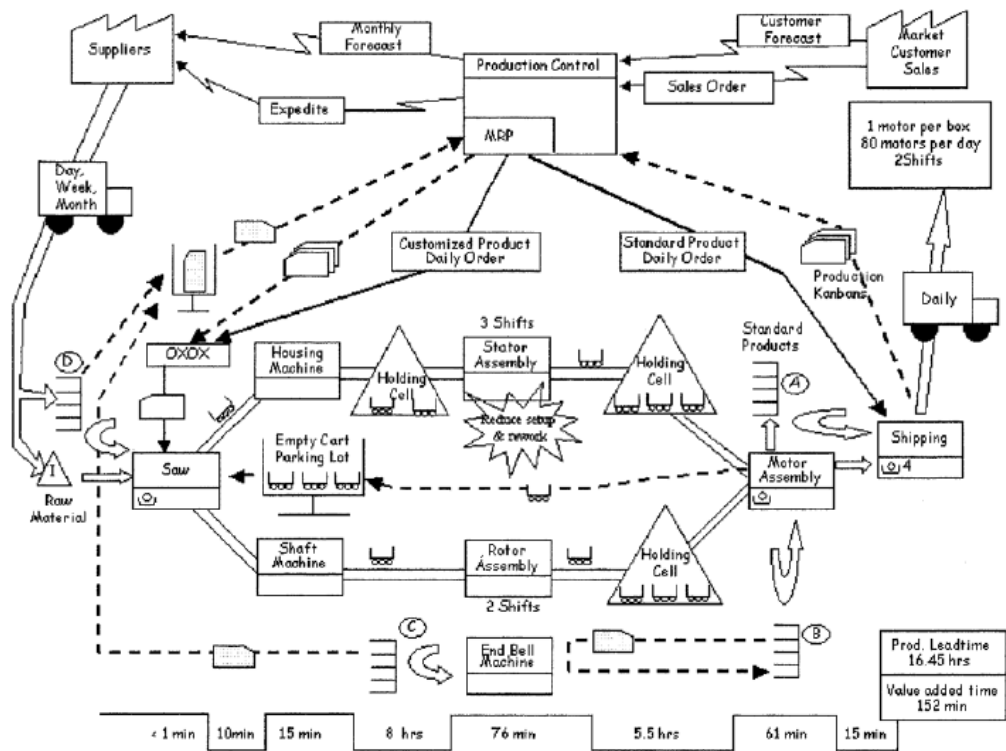 Suppliers
Monthly
Forecast
Expedite
Production Control
MRP
Customer
Forecast
Sales Order
Market
Customer
Sales
1 motor per box
80 motors per day
2Shifts
Day,
Week,
Month
Customized Product
Daily Order
Standard Product
Daily Order
Production
Kanbans
Daily
D
OXOX
Housing
Machine
Holding
Cell
3 Shifts
Stator
Assembly
Reduce setup
& rework
Holding
Cell
Standard
Products
A
Shipping
4
I
Raw
Material
Saw
Empty Cart
Parking Lot
Motor
Assembly
Shaft
Machine
Rotor
Assembly
2 Shifts
Holding
Cell
C
End Bell
Machine
B
Prod. Leadtime
16.45 hrs
Value added time
152 min
< 1 min
10min
15 min
8 hrs
76 min
5.5 hrs
61 min
15 min